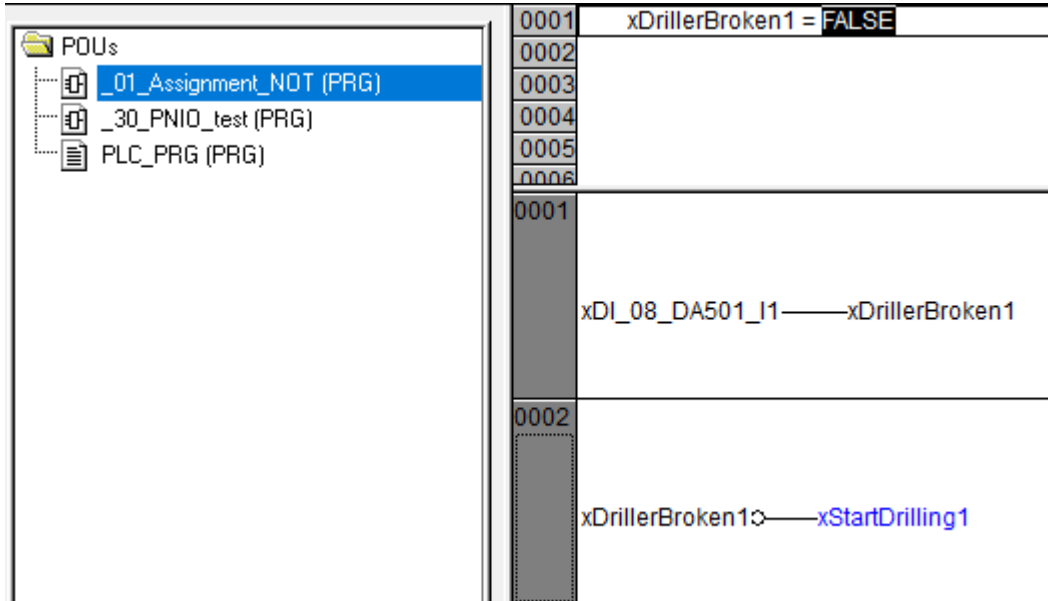 POUs
_01_Assignment_NOT (PRG)
_30_PNIO_test (PRG)
PLC_PRG (PRG)
0001 xDrillerBroken1 = FALSE
0002
0003
0004
0005
0006
0001
xDI_08_DA501_I1 xDrillerBroken1
0002
xDrillerBroken1 xStartDrilling1